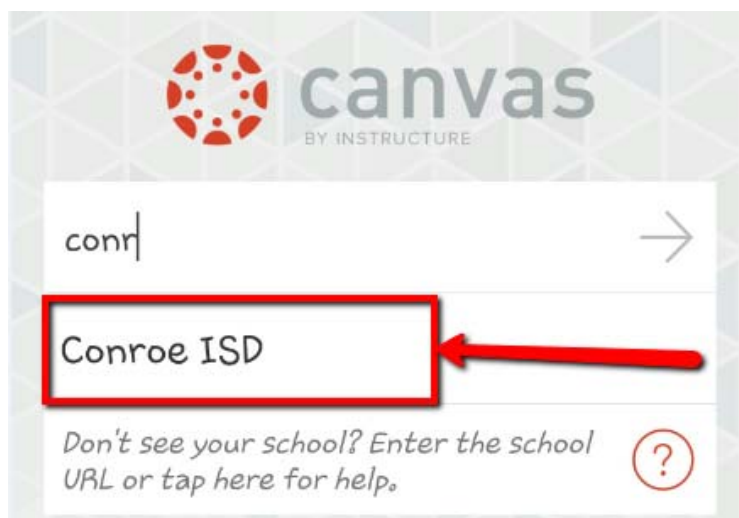 canvas
BY INSTRUCTURE
conr
Conroe ISD
Don't see your school? Enter the school
URL or tap here for help.
?